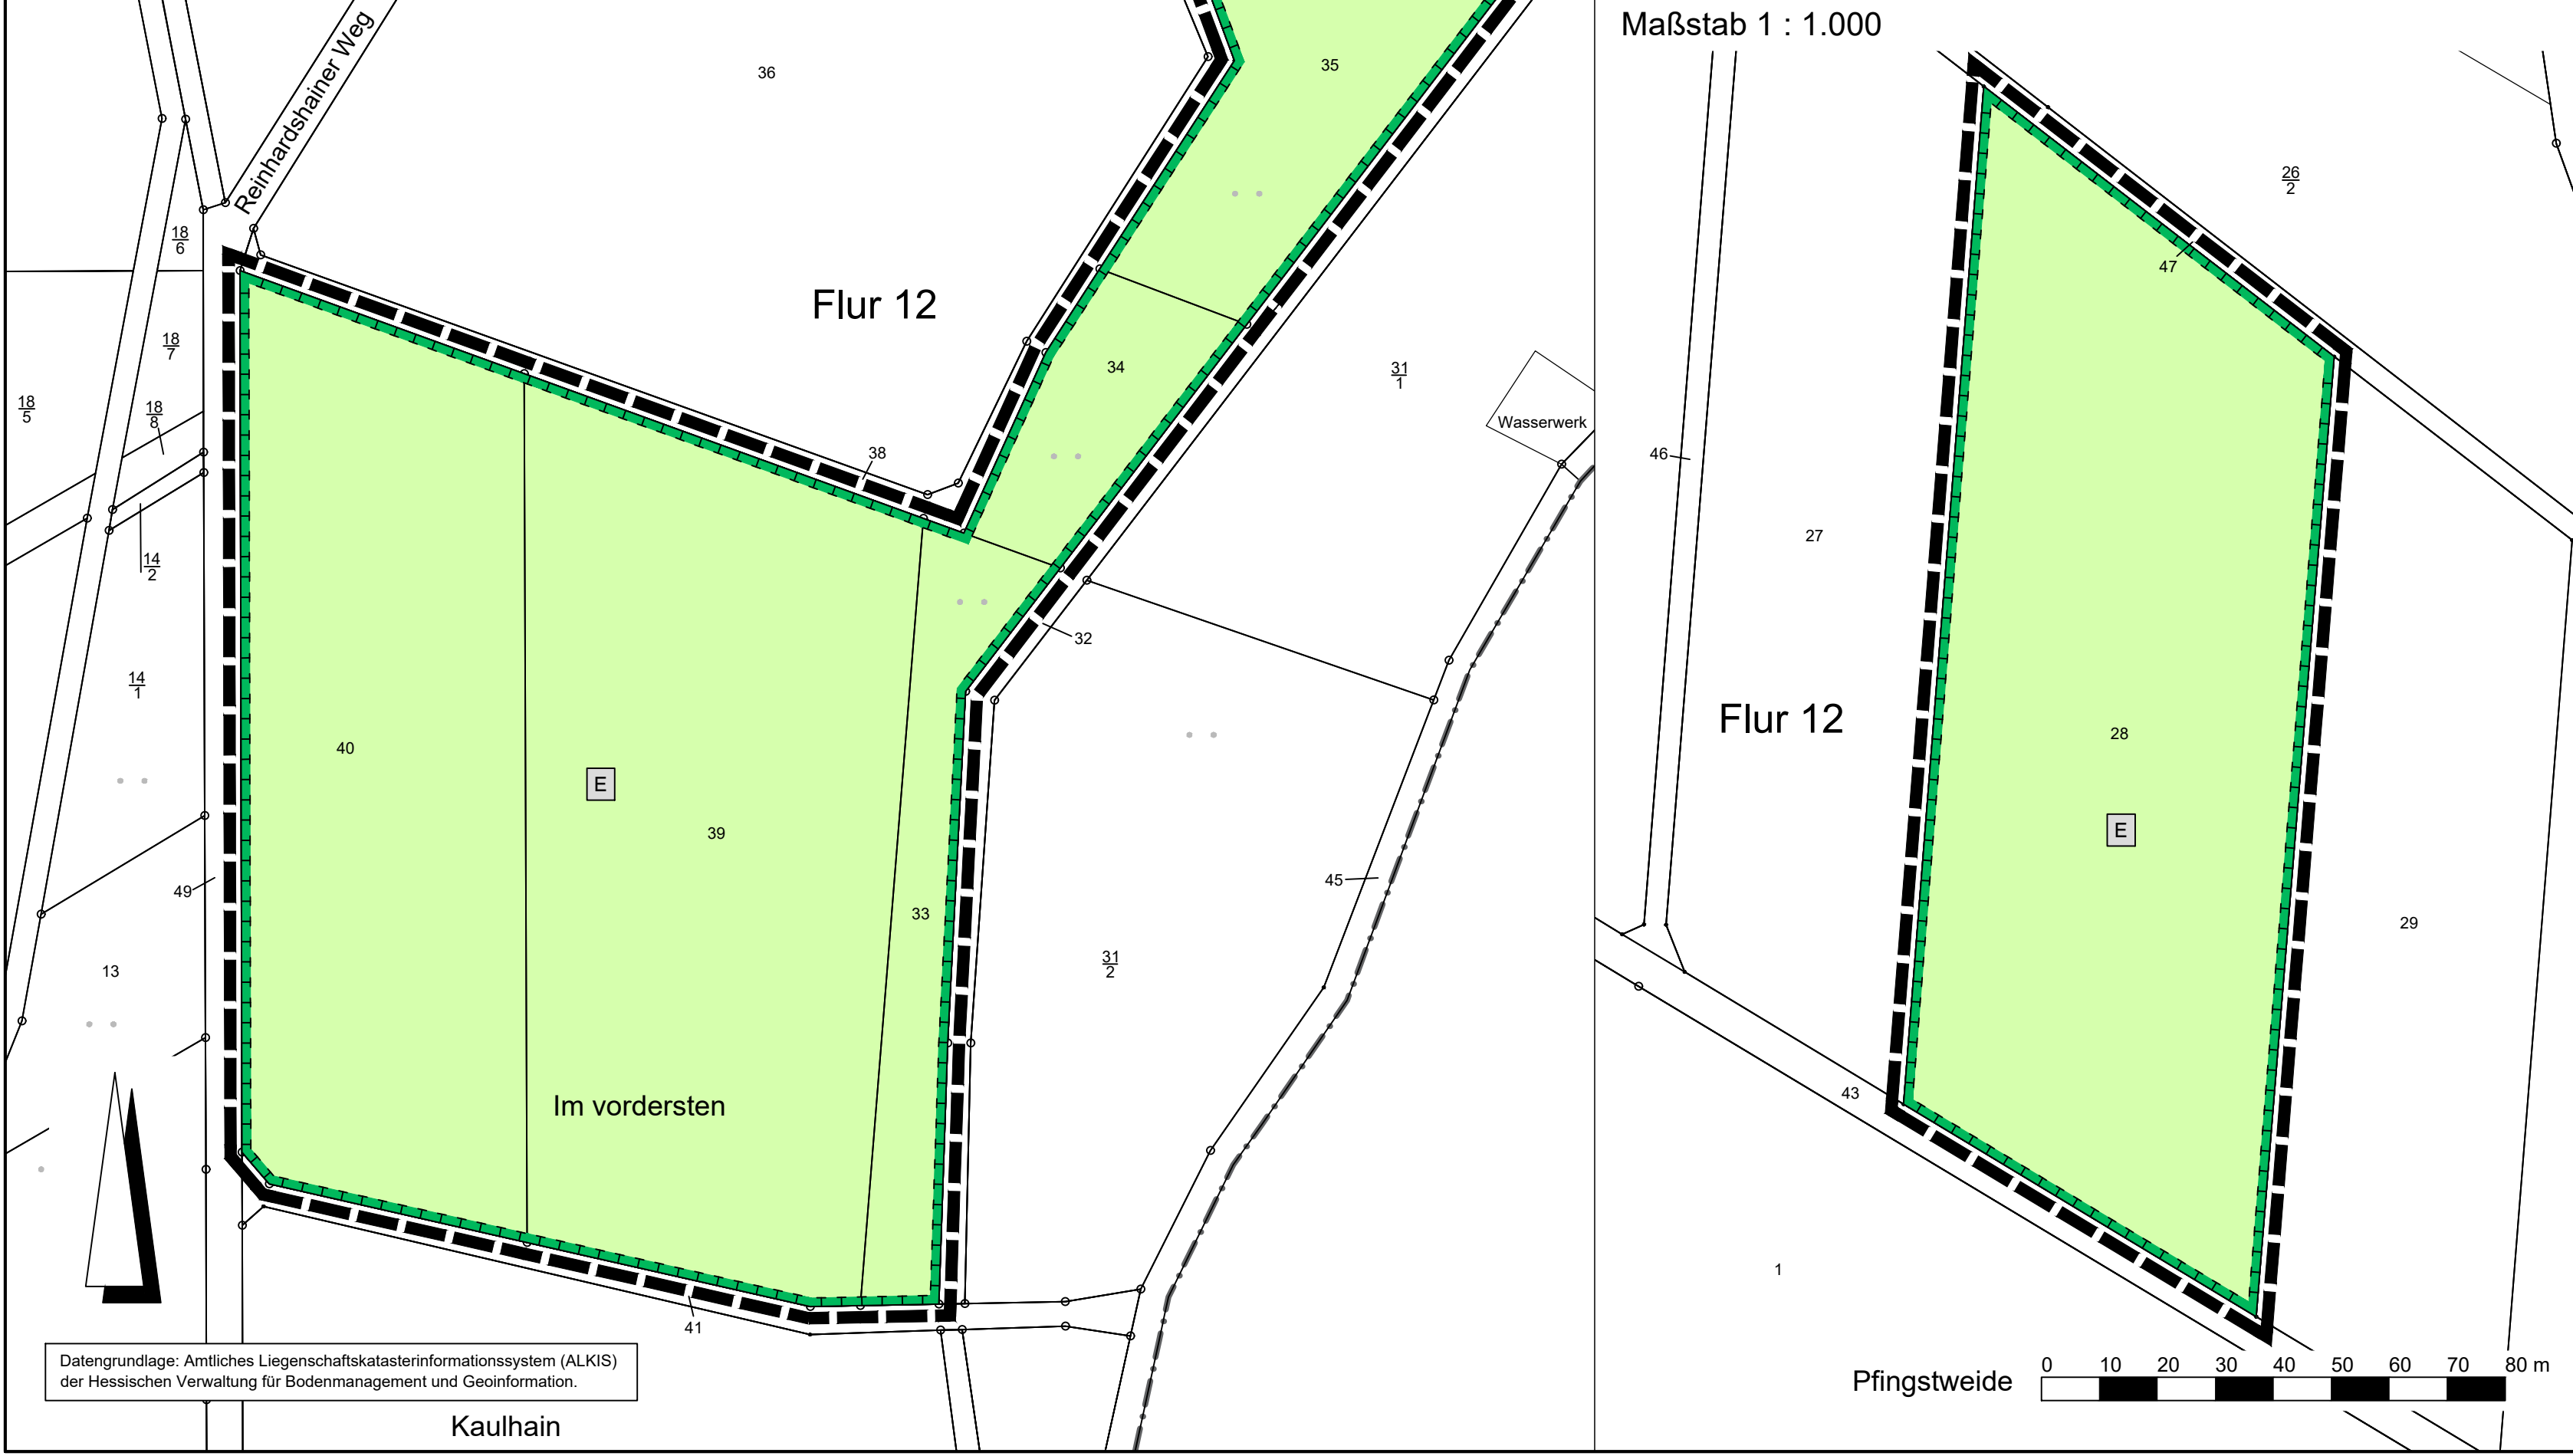 Maßstab 1 : 1.000
Reinhardshainer Weg
36
35
26
2
18
6
47
Flur 12
18
7
34
31
1
18
5
18
8
Wasserwerk
38
46
27
14
2
32
14
1
Flur 12
28
40
E
39
E
45
49
33
29
13
31
2
43
Im vordersten
1
41
Datengrundlage: Amtliches Liegenschaftskatasterinformationssystem (ALKIS)
der Hessischen Verwaltung für Bodenmanagement und Geoinformation.
0 10 20 30 40 50 60 70 80 m
Pfingstweide
Kaulhain